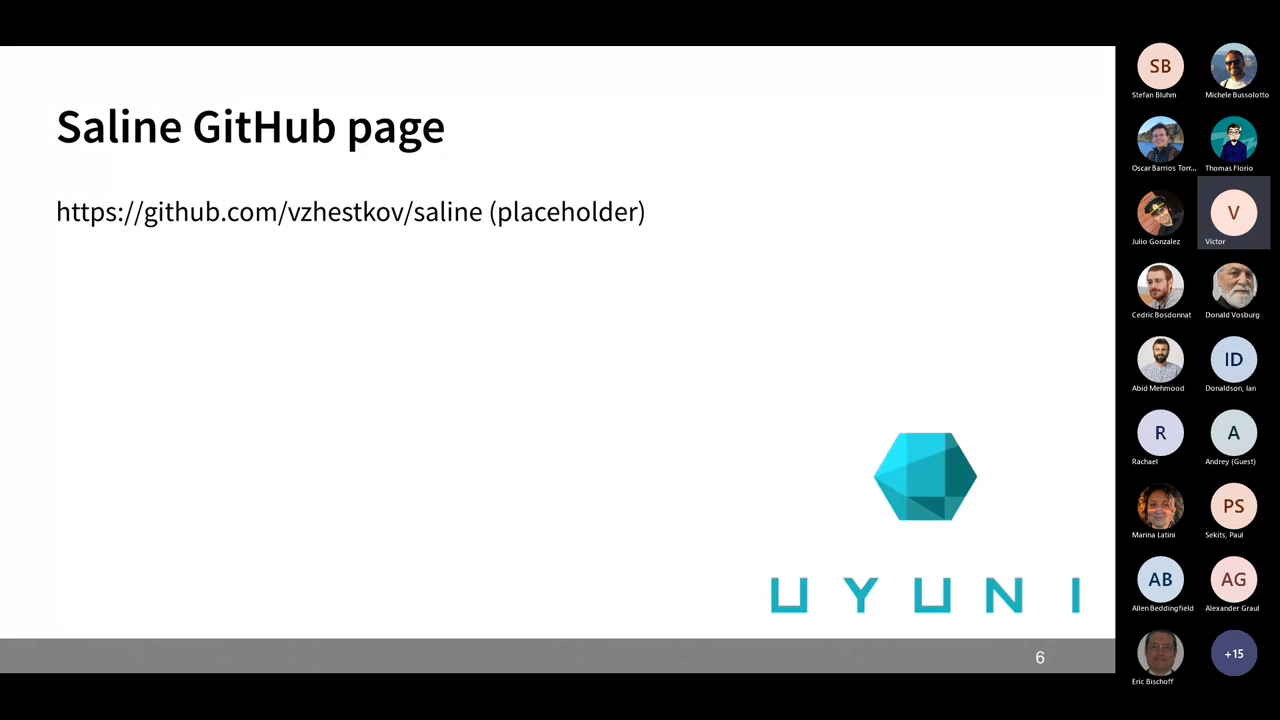 Saline GitHub page
https://github.com/vzhestkov/saline (placeholder)
UYUNI
6
SB
Stefan Bluhm
Michele Bussolotto
Oscar Barrios Torr...
Thomas Florio
Julio Gonzalez
V
Victor
Cedric Bosdonnat
Donald Vosburg
Abid Mehmood
ID
Donaldson, Ian
R
Rachael
A
Andrey (Guest)
Marina Latini
PS
Sekits, Paul
AB
Allen Beddingfield
AG
Alexander Graul
Eric Bischoff
+15